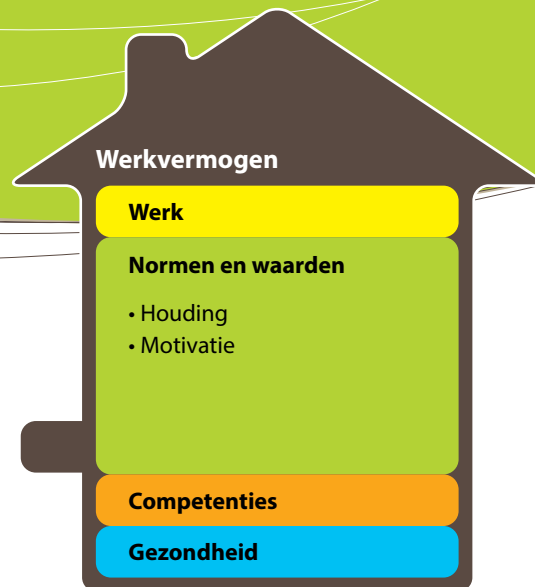 Werkvermogen
Werk
Normen en waarden
• Houding
• Motivatie
Competenties
Gezondheid